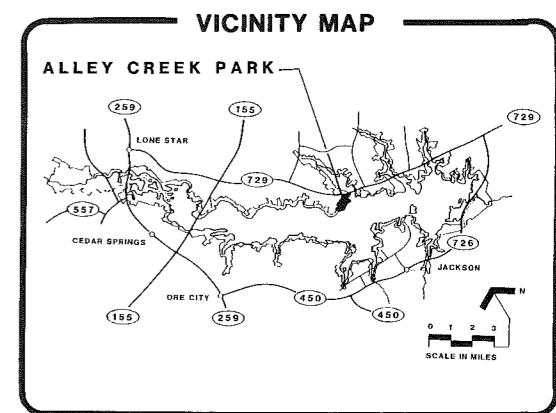 VICINITY MAP
ALLEY CREEK PARK
259
155
729
LONE STAR
729
557
CEDAR SPRINGS
726
JACKSON
ORE CITY
450
155
259
450
N
0 1 2 3
SCALE IN MILES